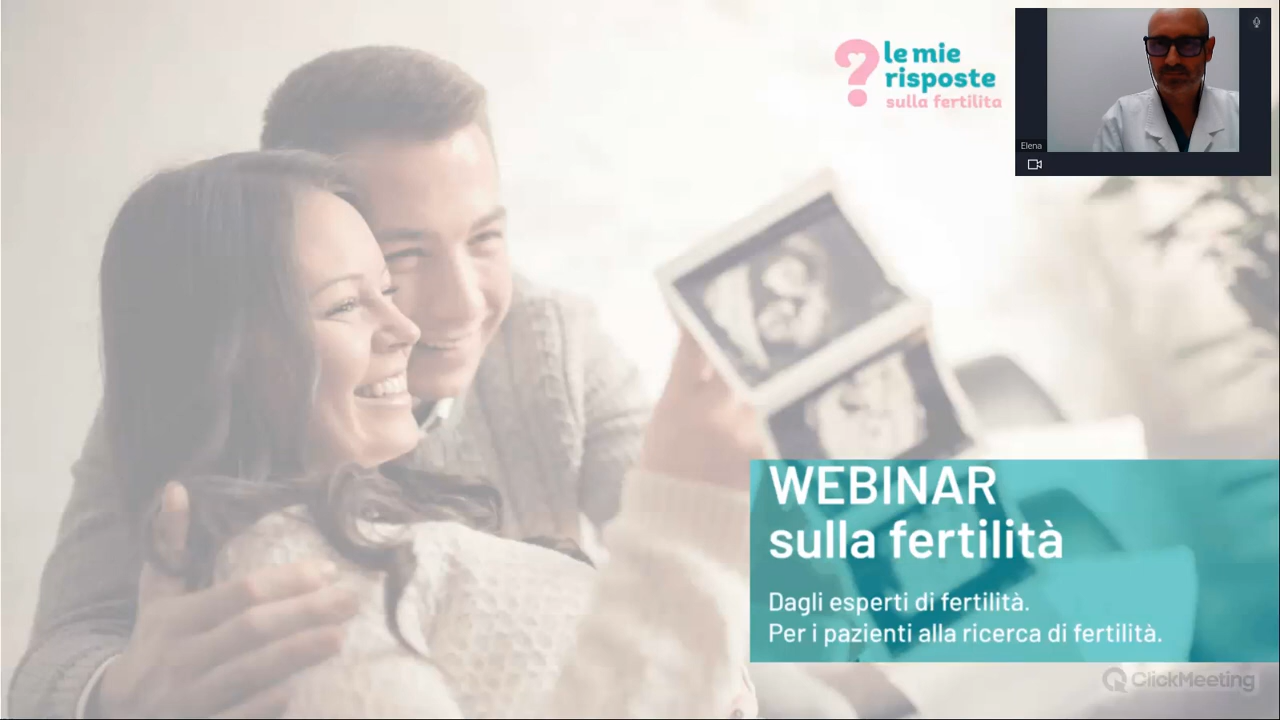 le mie
risposte
sulla fertilita
Elena
WEBINAR
sulla fertilità
Dagli esperti di fertilità.
Per i pazienti alla ricerca di fertilità.
ClickMeeting